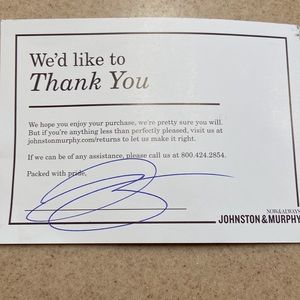 We'd like to
Thank You
We hope you enjoy your purchase, we're pretty sure you will.
But if you're anything less than perfectly pleased, visit us at
johnstonmurphy.com/returns to let us make it right.
If we can be of any assistance, please call us at 800.424.2854.
Packed with pride,
NOW&ALWAYS
JOHNSTON&MURPHY